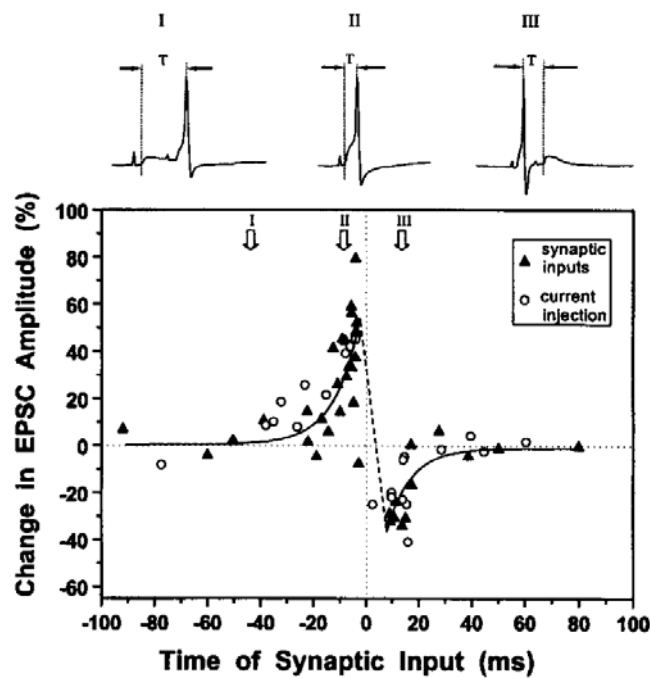 I II III
T T T
I II III
synaptic
inputs
current
injection
100
80
60
40
20
0
-20
-40
-60
Change in EPSC Amplitude (%)
-100 -80 -60 -40 -20 0 20 40 60 80 100
Time of Synaptic Input (ms)